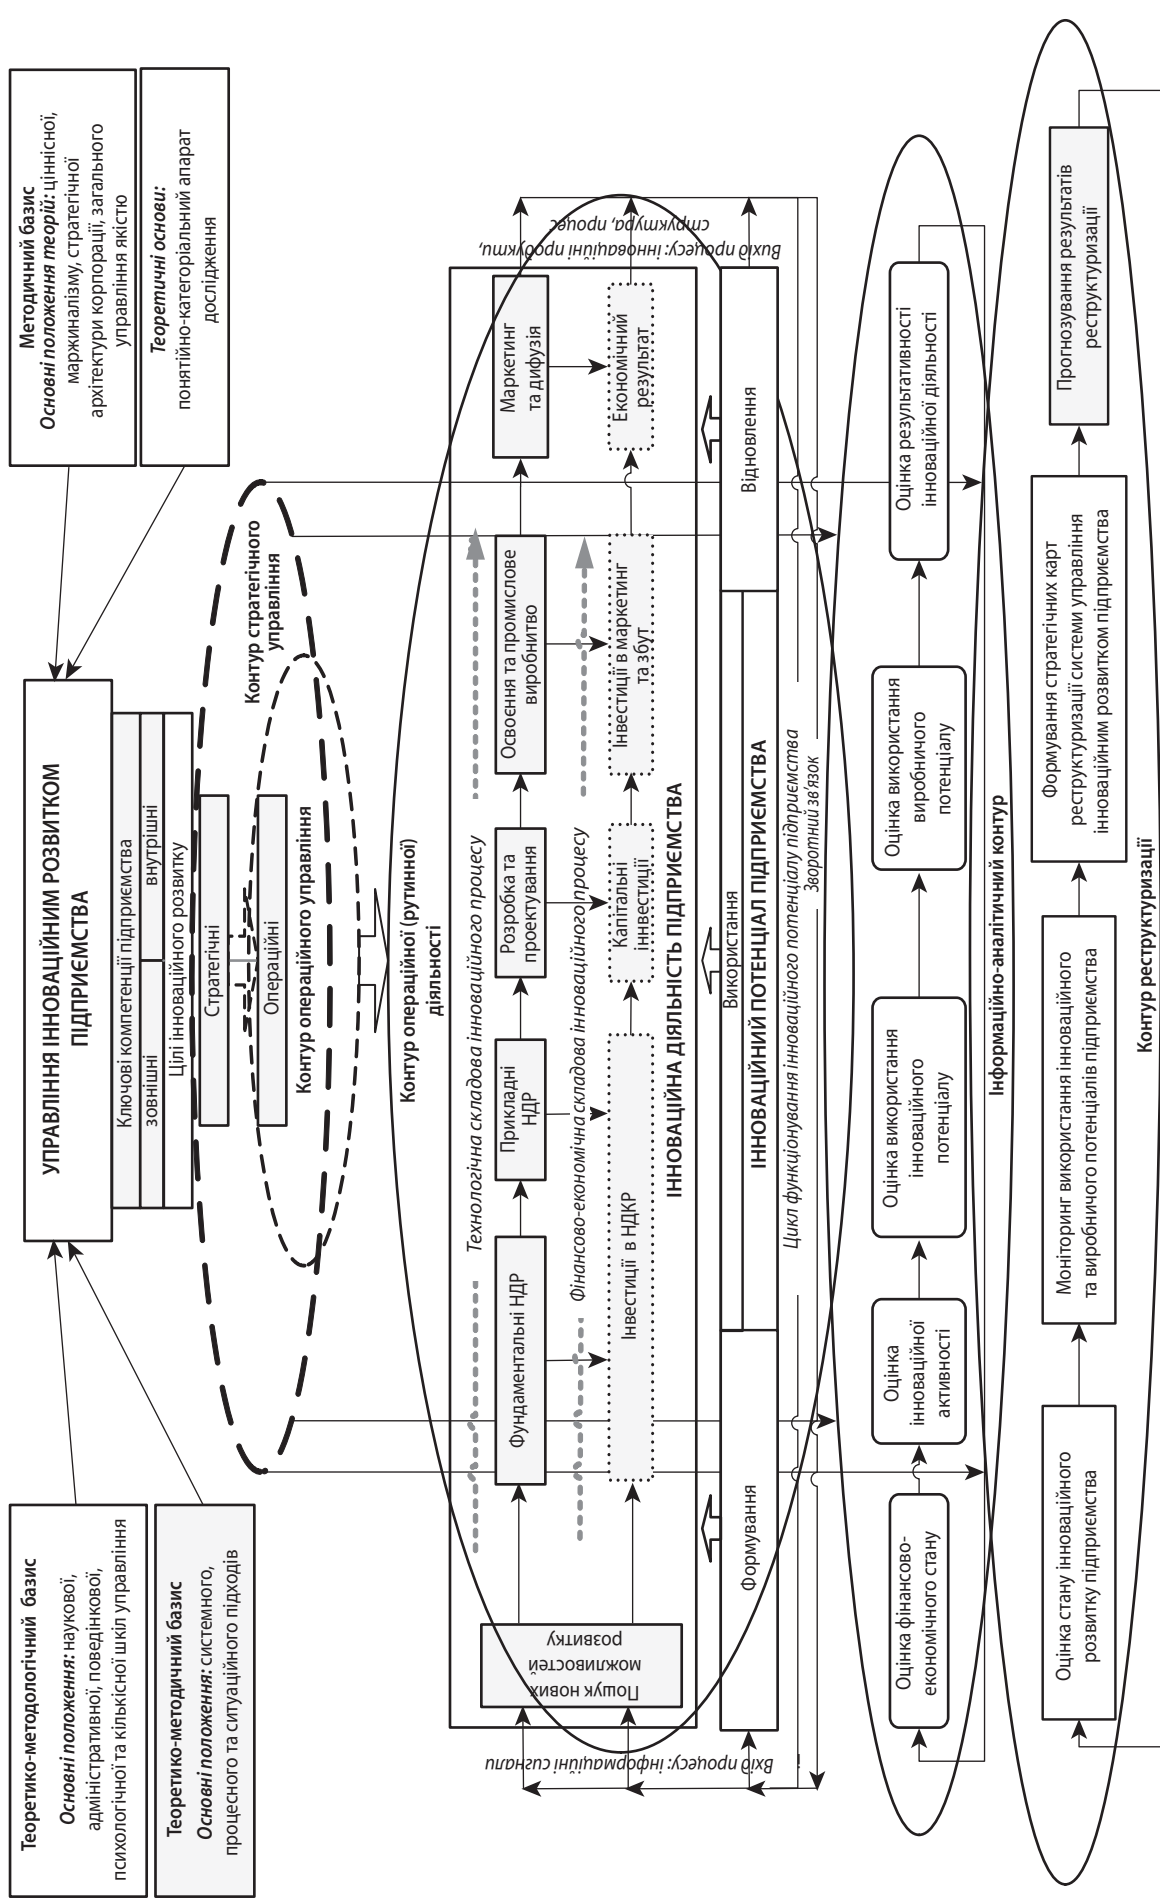 Теоретико-методологічний базис
Основні положення: наукової,
адміністративної, поведінкової,
психологічної та кількісної шкіл управління
Теоретико-методичний базис
Основні положення: системного,
процесного та ситуаційного підходів
УПРАВЛІННЯ ІННОВАЦІЙНИМ РОЗВИТКОМ
ПІДПРИЄМСТВА
Ключові компетенції підприємства
зовнішні
внутрішні
Цілі інноваційного розвитку
Методичний базис
Основні положення теорій: ціннісної,
маржиналізму, стратегічної
архітектури корпорації, загального
управління якістю
Теоретичні основи:
понятійно-категоріальний апарат
дослідження
Стратегічні
Операційні
Контур операційного управління
Контур стратегічного
управління
Контур операційної (рутинної)
діяльності
Вхід процесу: інформаційні сигнали
Пошук нових
можливостей
розвитку
Технологічна складова інноваційного процесу
Фундаментальні НДР
Прикладні
НДР
Розробка та
проектування
Освоєння та промислове
виробнитво
Маркетинг
та дифузія
Фінансово-економічна складова інноваційного процесу
Інвестиції в НДКР
Капітальні
іннвестиції
Інвестиції в маркетинг
та збут
Економічний
результат
Вихід процесу: інноваційні продукти,
структура, процес
ІННОВАЦІЙНА ДІЯЛЬНІСТЬ ПІДПРИЄМСТВА
Формування
Використання
Відновлення
ІННОВАЦІЙНИЙ ПОТЕНЦІАЛ ПІДПРИЄМСТВА
Цикл функціонування інноваційного потенціалу підприємства
Зворотний зв'язок
Оцінка фінансово-
економічного стану
Оцінка
інноваційної
активності
Оцінка використання
інноваційного
потенціалу
Оцінка використання
виробничого
потенціалу
Оцінка результативності
інноваційної діяльності
Інформаційно-аналітичний контур
Оцінка стану інноваційного
розвитку підприємства
Моніторинг використання інноваційного
та виробничого потенціалів підприємства
Формування стратегічних карт
реструктуризації системи управління
інноваційним розвитком підприємства
Прогнозування результатів
реструктуризації
Контур реструктуризації